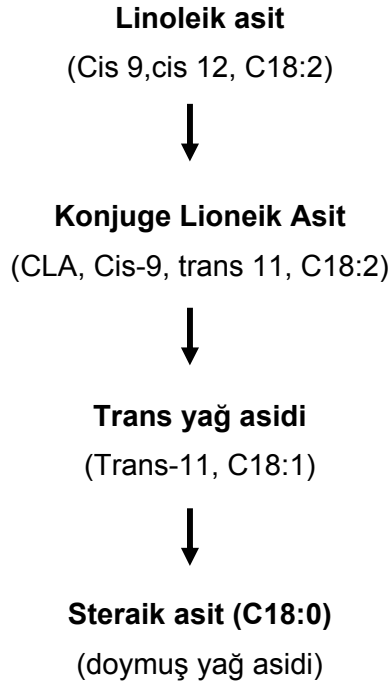 Linoleik asit
(Cis 9,cis 12, C18:2)
Konjuge Lioneik Asit
(CLA, Cis-9, trans 11, C18:2)
Trans yağ asidi
(Trans-11, C18:1)
Steraik asit (C18:0)
(doymuş yağ asidi)